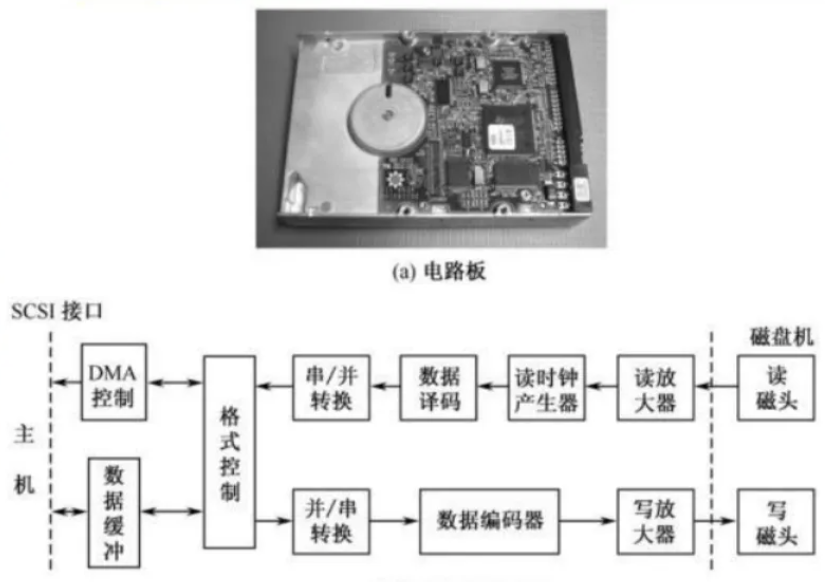 (a) 电路板
SCSI 接口
磁盘机
主
机
DMA
控制
数
据
缓
冲
格
式
控
制
串/并
转换
数据
译码
读时钟
产生器
读放
大器
读
磁头
并/串
转换
数据编码器
写放
大器
写
磁头